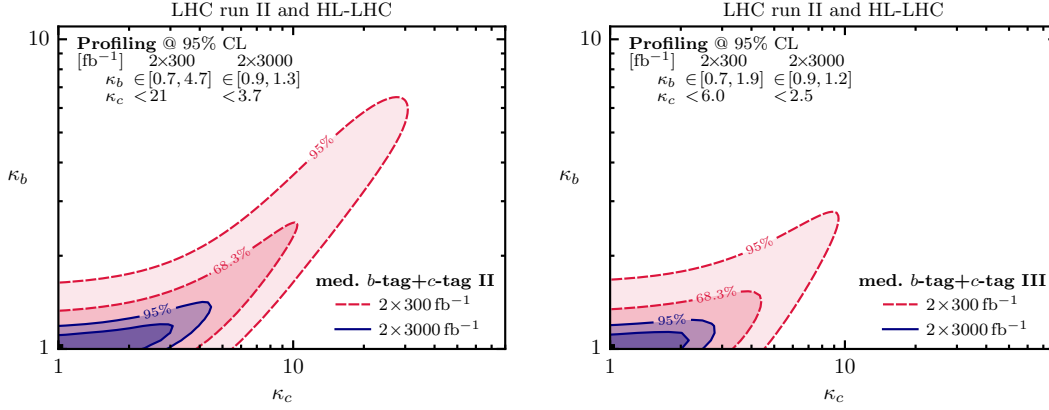 LHC run II and HL-LHC
10
1
κ_b
Profiling @ 95% CL
[fb⁻¹] 2×300 2×3000
κ_b ∈[0.7, 4.7] ∈[0.9, 1.3]
κ_c <21 <3.7
95%
68.3%
95%
med. b-tag+c-tag II
2×300 fb⁻¹
2×3000 fb⁻¹
1 10
κ_c
LHC run II and HL-LHC
10
1
κ_b
Profiling @ 95% CL
[fb⁻¹] 2×300 2×3000
κ_b ∈[0.7, 1.9] ∈[0.9, 1.2]
κ_c <6.0 <2.5
95%
68.3%
95%
med. b-tag+c-tag III
2×300 fb⁻¹
2×3000 fb⁻¹
1 10
κ_c